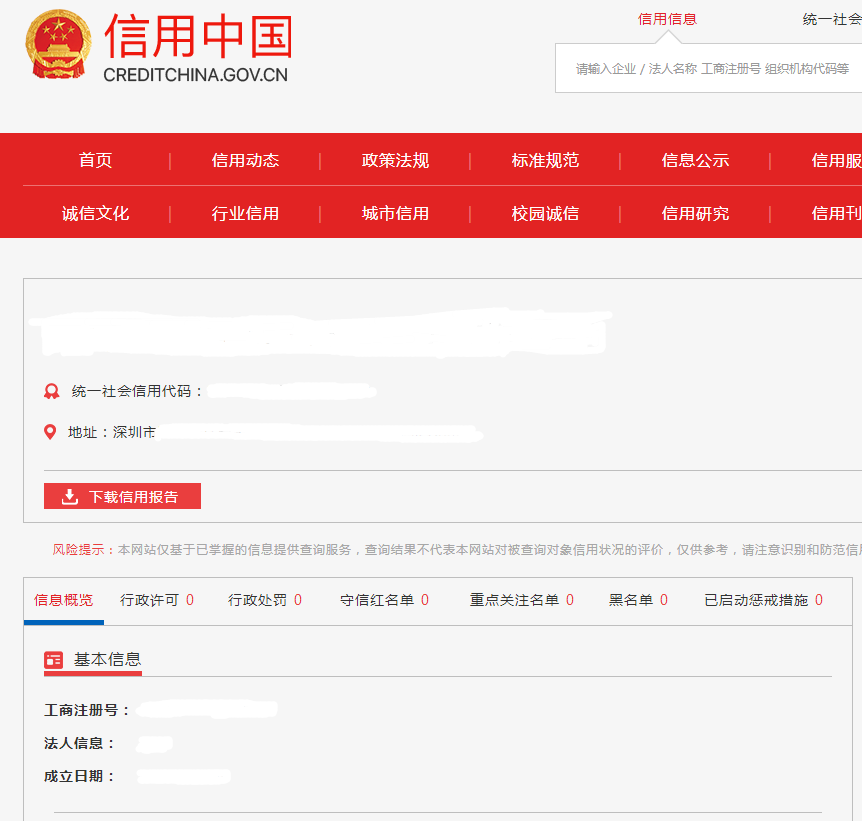 信用中国
CREDITCHINA.GOV.CN
信用信息 统一社会
请输入企业 / 法人名称 工商注册号 组织机构代码等
首页 | 信用动态 | 政策法规 | 标准规范 | 信息公示 | 信用服
诚信文化 | 行业信用 | 城市信用 | 校园诚信 | 信用研究 | 信用刊
统一社会信用代码：
地址：深圳市
下载信用报告
风险提示：本网站仅基于已掌握的信息提供查询服务，查询结果不代表本网站对被查询对象信用状况的评价，仅供参考，请注意识别和防范信
信息概览 行政许可 0 行政处罚 0 守信红名单 0 重点关注名单 0 黑名单 0 已启动惩戒措施 0
基本信息
工商注册号：
法人信息：
成立日期：